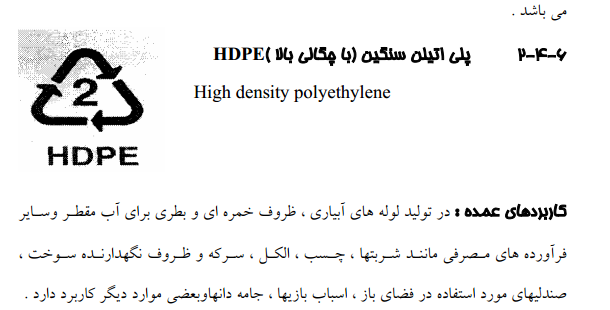 می باشد .
۶-۴-۲ پلی اتیلن سنگین (با چگالی بالا )HDPE
High density polyethylene
2
HDPE
کاربردهای عمده : در تولید لوله های آبیاری ، ظروف خمره ای و بطری برای آب مقطر وسایر
فرآورده های مصرفی مانند شربتها ، چسب ، الکل ، سرکه و ظروف نگهدارنده سوخت ،
صندلیهای مورد استفاده در فضای باز ، اسباب بازیها ، جامه دانهاوبعضی موارد دیگر کاربرد دارد .